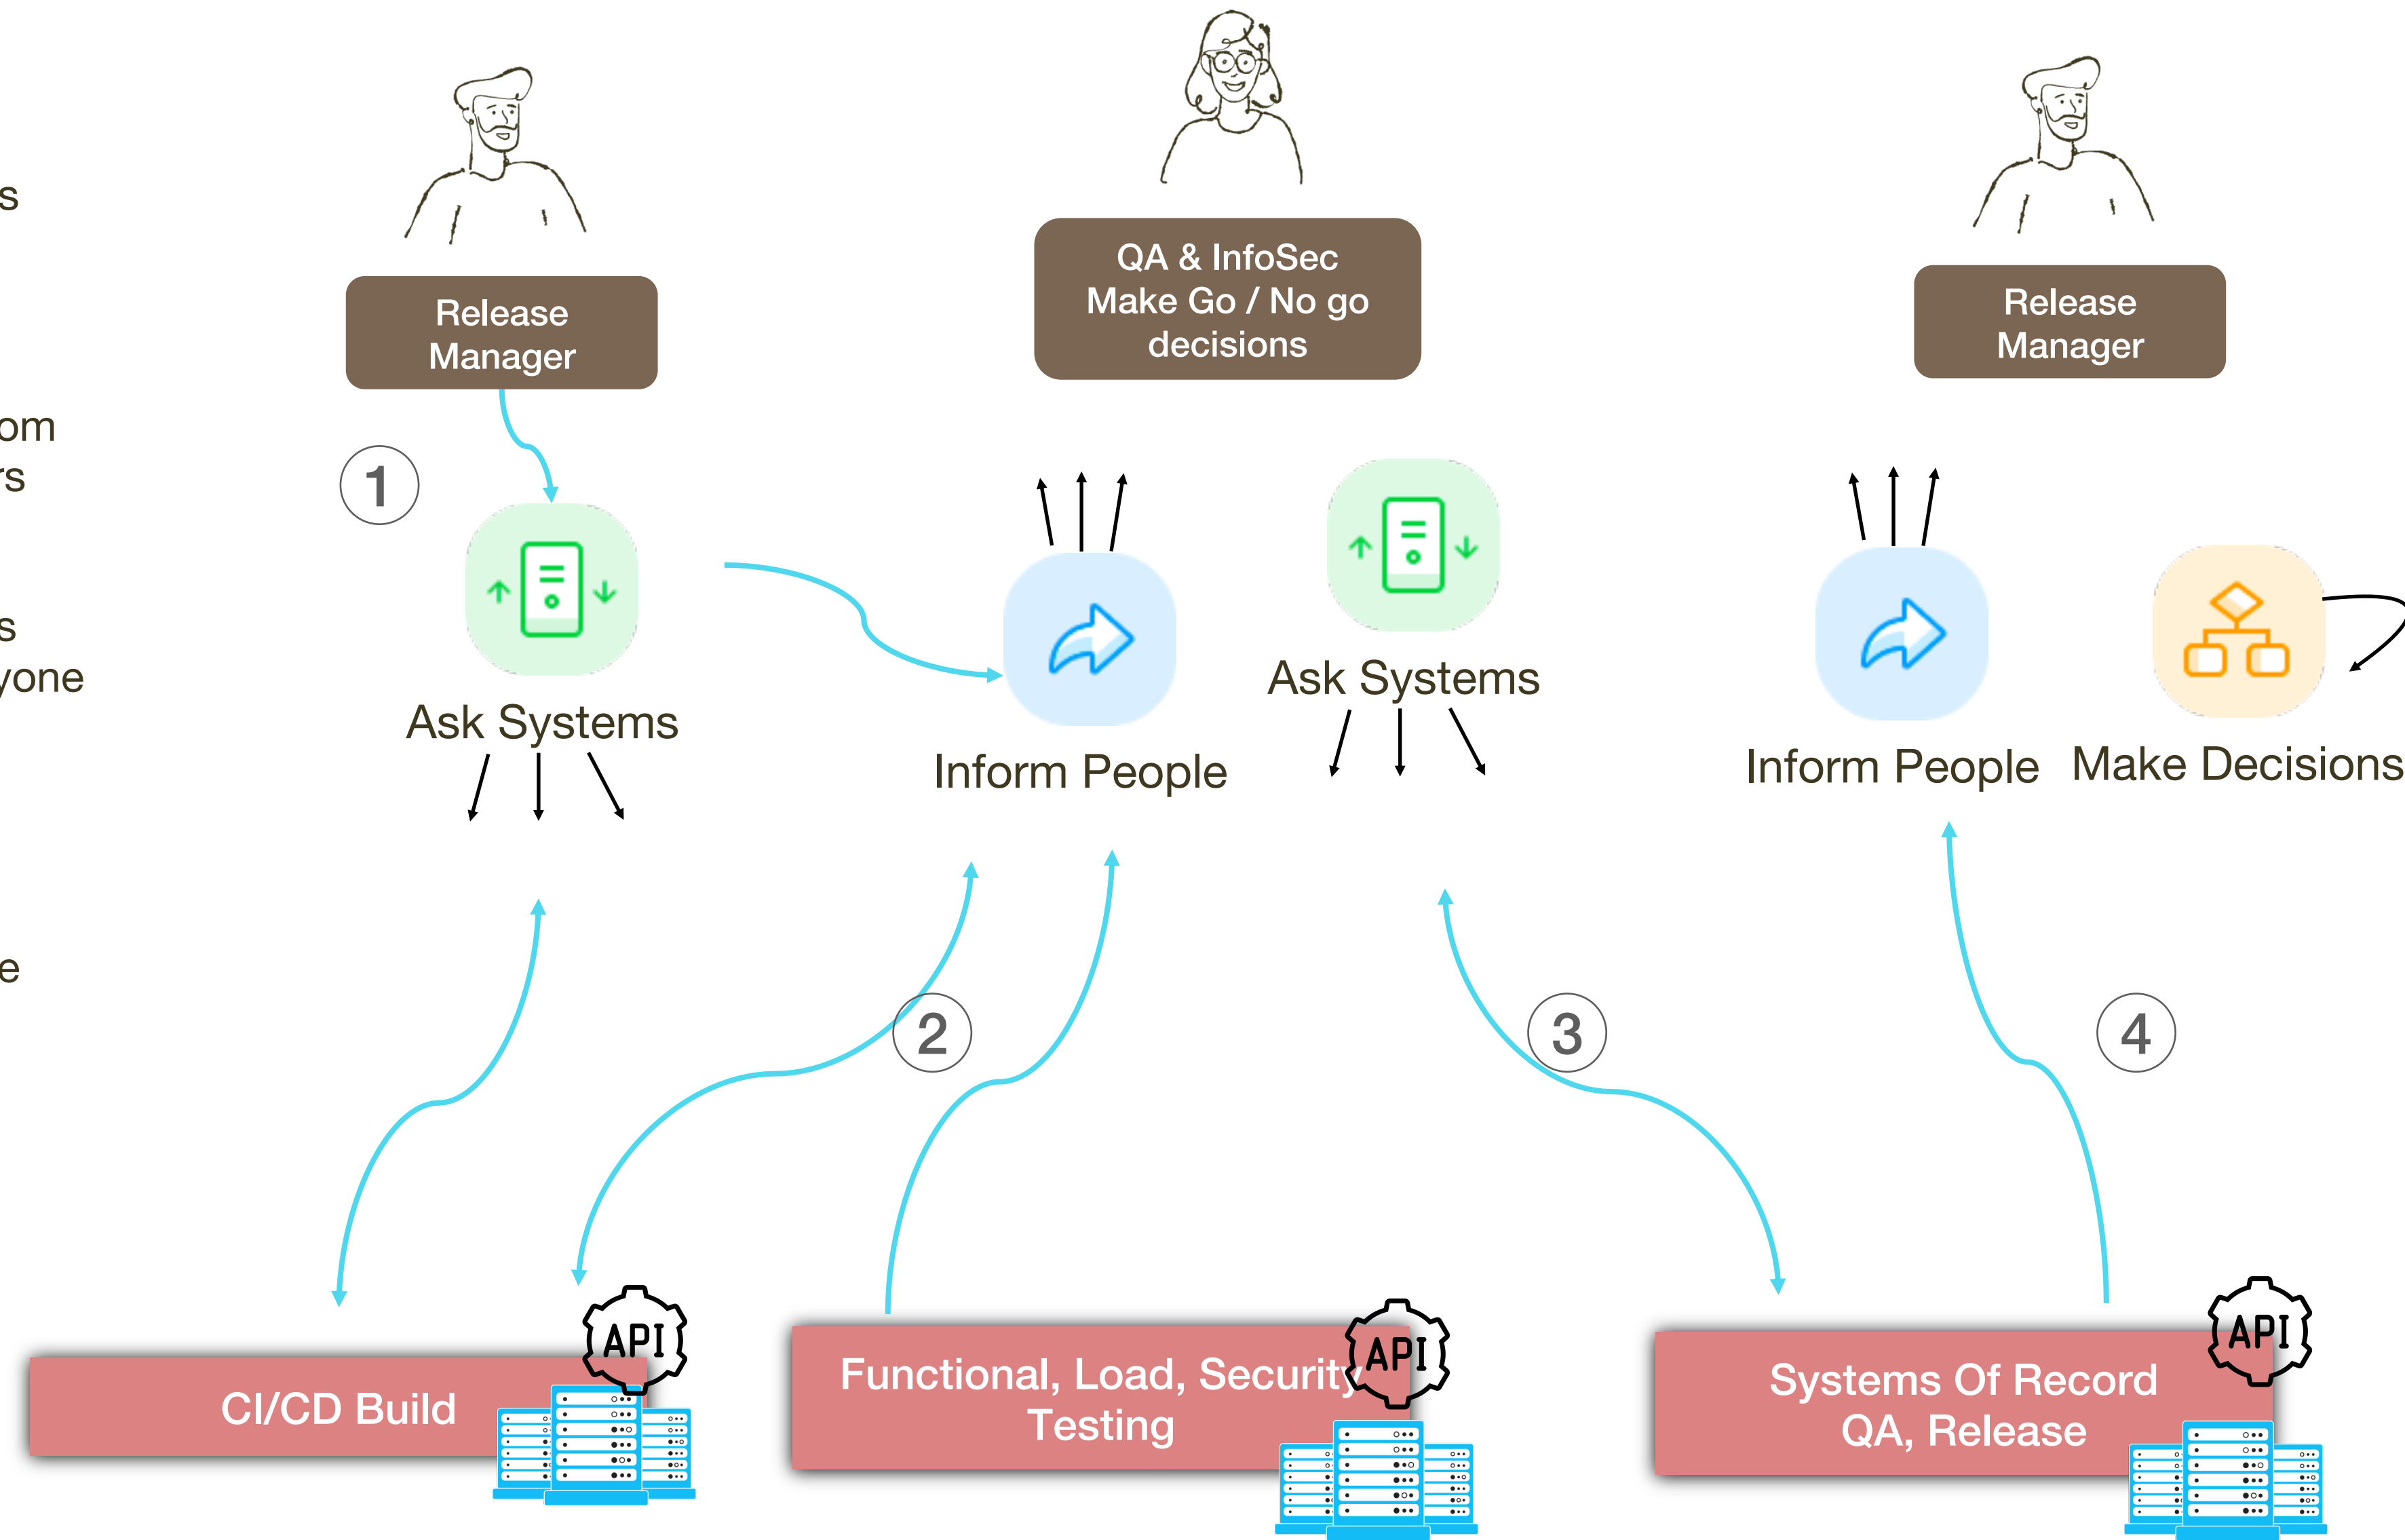 s
om
rs
s
yone
e
Release
Manager
1
Ask Systems
QA & InfoSec
Make Go / No go
decisions
Inform People
Ask Systems
Release
Manager
Inform People
Make Decisions
2
3
4
API
CI/CD Build
API
Functional, Load, Security
Testing
API
Systems Of Record
QA, Release